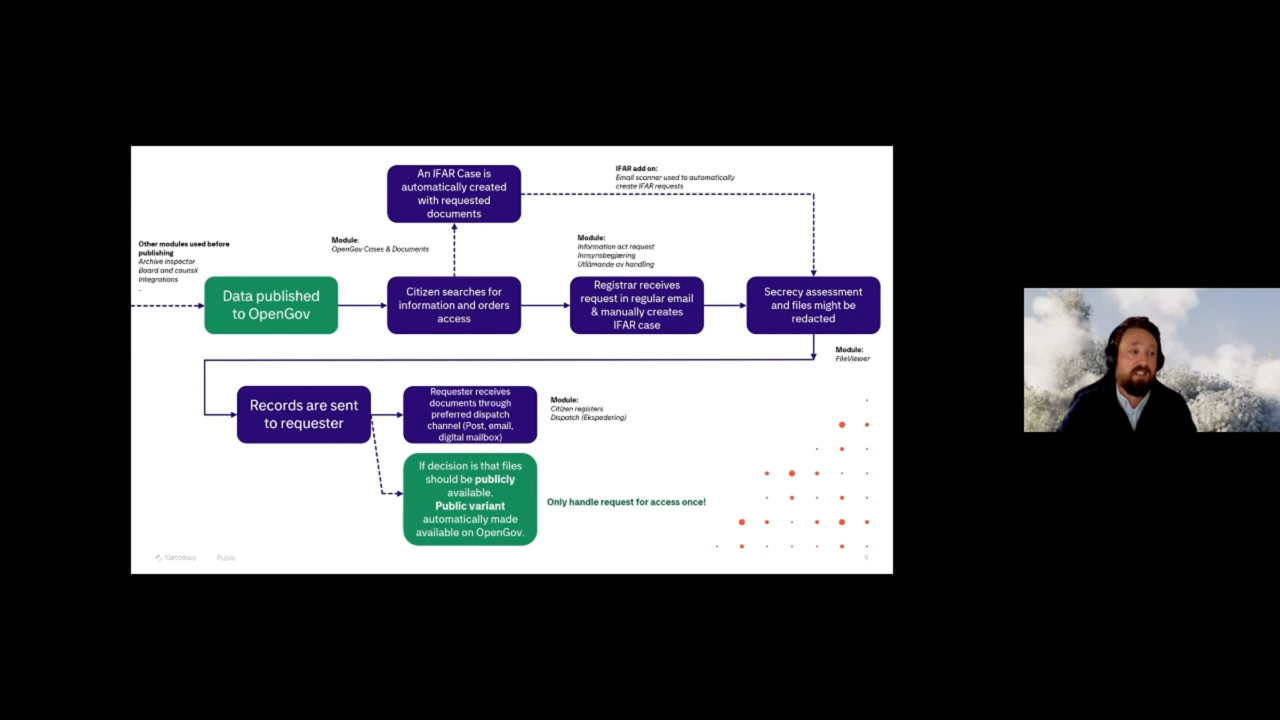 An IFAR Case is
automatically created
with requested
documents
IFAR add on:
Email scanner used to automatically
create IFAR requests
Other modules used before
publishing
Archive inspector
Board and counsil
Integrations
..
Module:
OpenGov Cases & Documents
Module:
Information act request
Innsynsbegjæring
Utlämande av handling
Data published
to OpenGov
Citizen searches for
information and orders
access
Registrar receives
request in regular email
& manually creates
IFAR case
Secrecy assessment
and files might be
redacted
Module:
FileViewer
Records are sent
to requester
Requester receives
documents through
preferred dispatch
channel (Post, email,
digital mailbox)
Module:
Citizen registers
Dispatch (Ekspedering)
If decision is that files
should be publicly
available.
Public variant
automatically made
available on OpenGov.
Only handle request for access once!
tietoevry
Public